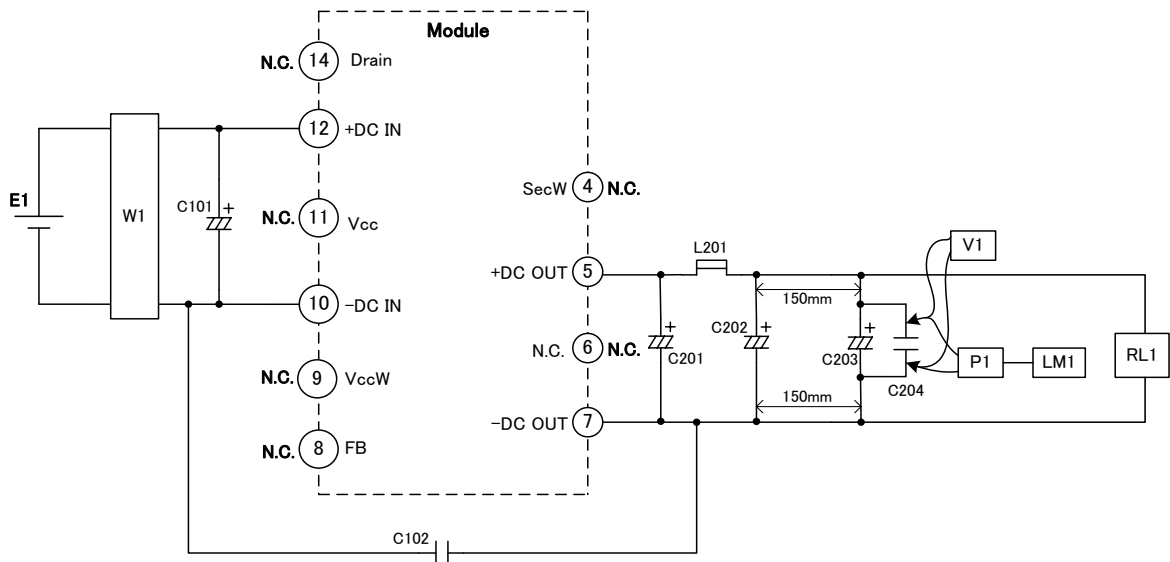 Module
N.C. 14 Drain
12 +DC IN
SecW 4 N.C.
E1
W1
C101 +
N.C. 11 Vcc
V1
L201
+DC OUT 5
150mm
10 -DC IN
C202 +
+
C201
N.C. 6 N.C.
C203 +
P1
LM1
RL1
N.C. 9 VccW
C204
150mm
-DC OUT 7
N.C. 8 FB
C102